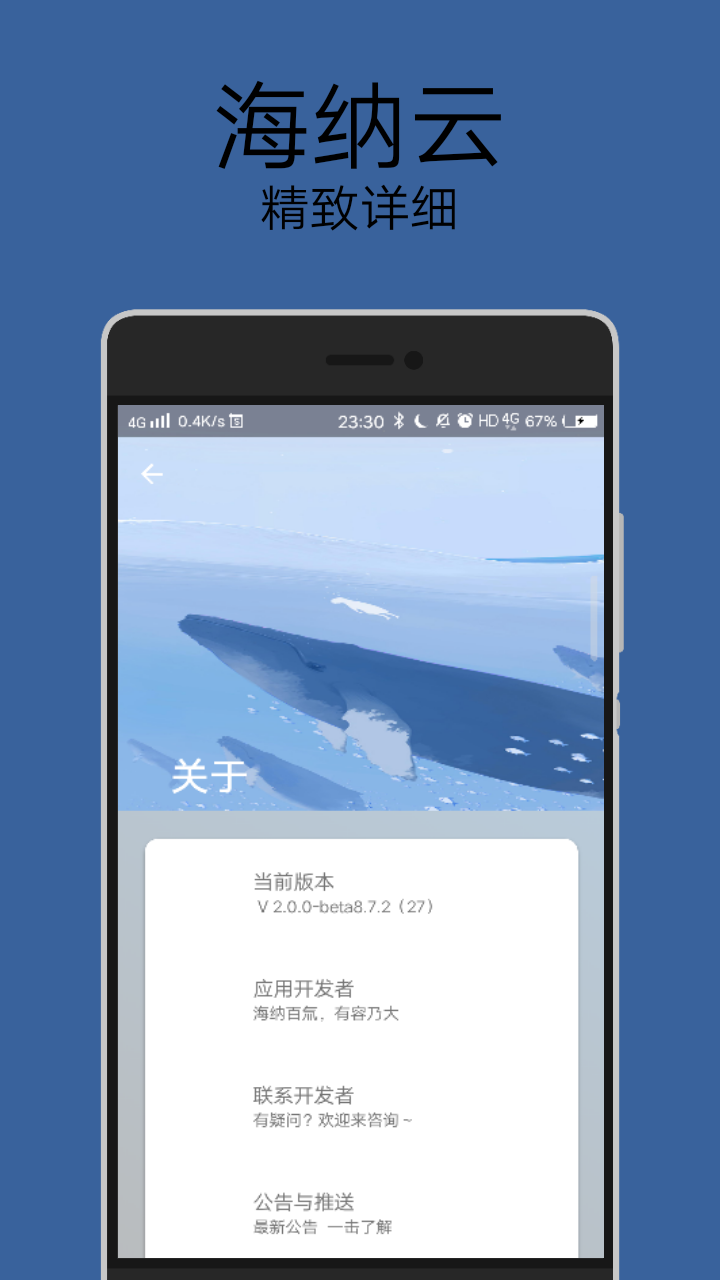 海纳云
精致详细
4G 0.4K/s 23:30 HD 4G 67%
关于
当前版本
V 2.0.0-beta8.7.2（27）
应用开发者
海纳百氚，有容乃大
联系开发者
有疑问？欢迎来咨询~
公告与推送
最新公告 一击了解